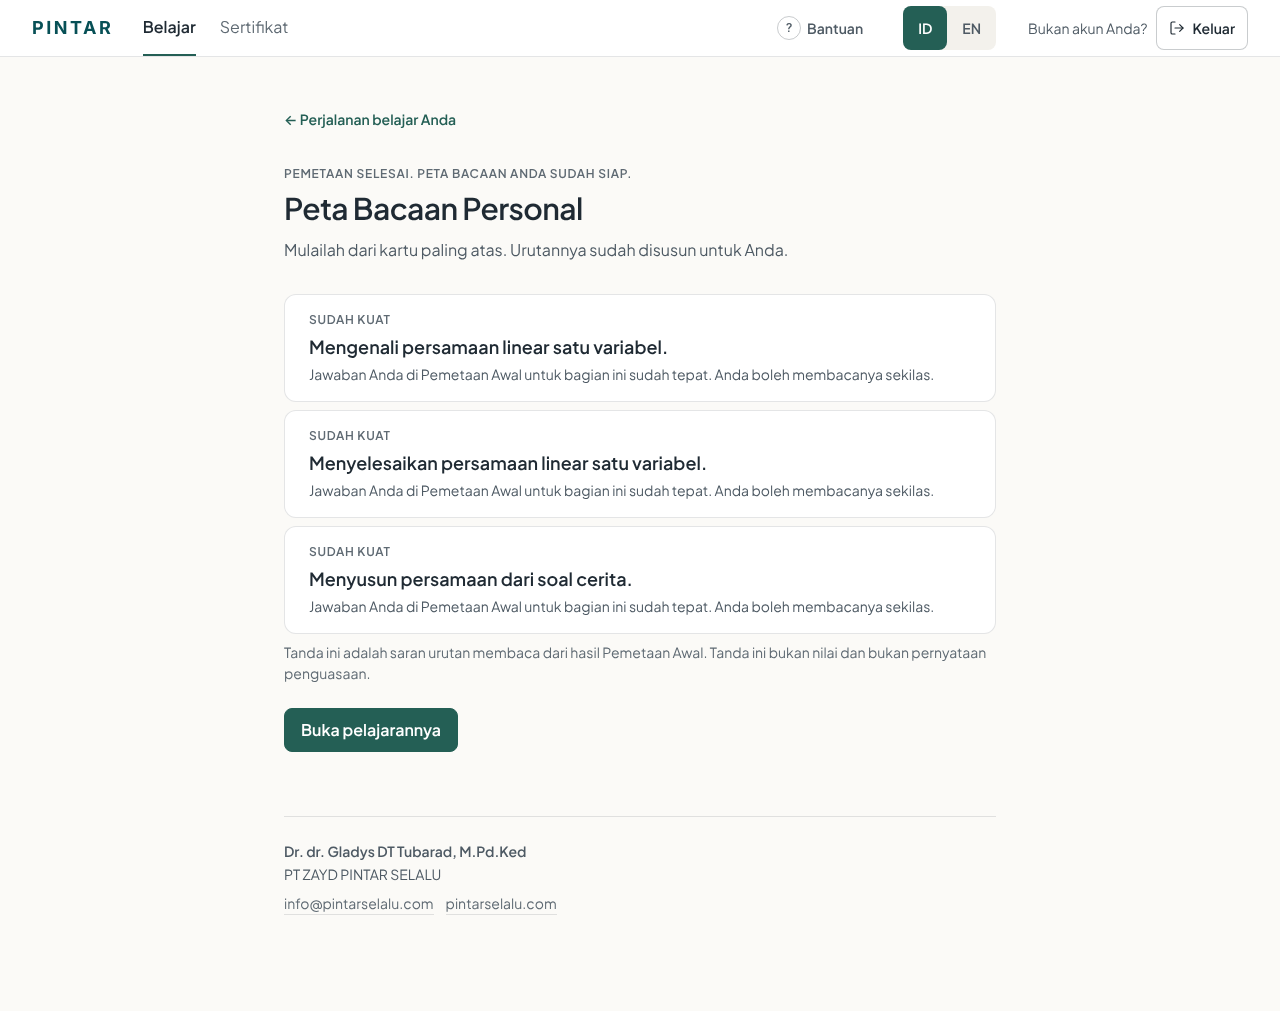 PINTAR
Belajar
Sertifikat
? Bantuan
ID
EN
Bukan akun Anda?
Keluar
← Perjalanan belajar Anda
PEMETAAN SELESAI. PETA BACAAN ANDA SUDAH SIAP.
Peta Bacaan Personal
Mulailah dari kartu paling atas. Urutannya sudah disusun untuk Anda.
SUDAH KUAT
Mengenali persamaan linear satu variabel.
Jawaban Anda di Pemetaan Awal untuk bagian ini sudah tepat. Anda boleh membacanya sekilas.
SUDAH KUAT
Menyelesaikan persamaan linear satu variabel.
Jawaban Anda di Pemetaan Awal untuk bagian ini sudah tepat. Anda boleh membacanya sekilas.
SUDAH KUAT
Menyusun persamaan dari soal cerita.
Jawaban Anda di Pemetaan Awal untuk bagian ini sudah tepat. Anda boleh membacanya sekilas.
Tanda ini adalah saran urutan membaca dari hasil Pemetaan Awal. Tanda ini bukan nilai dan bukan pernyataan
penguasaan.
Buka pelajarannya
Dr. dr. Gladys DT Tubarad, M.Pd.Ked
PT ZAYD PINTAR SELALU
info@pintarselalu.com pintarselalu.com